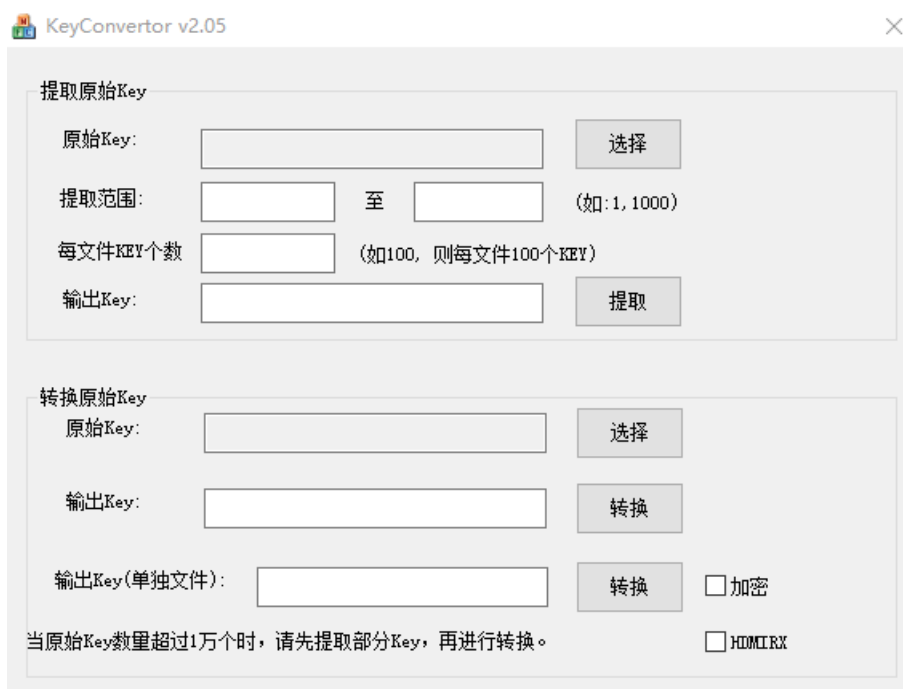 KeyConvertor v2.05
提取原始Key
原始Key: 选择
提取范围: 至 (如:1,1000)
每文件KEY个数 (如100, 则每文件100个KEY)
输出Key: 提取
转换原始Key
原始Key: 选择
输出Key: 转换
输出Key(单独文件): 转换 加密
当原始Key数量超过1万个时，请先提取部分Key，再进行转换。 HDMIRX